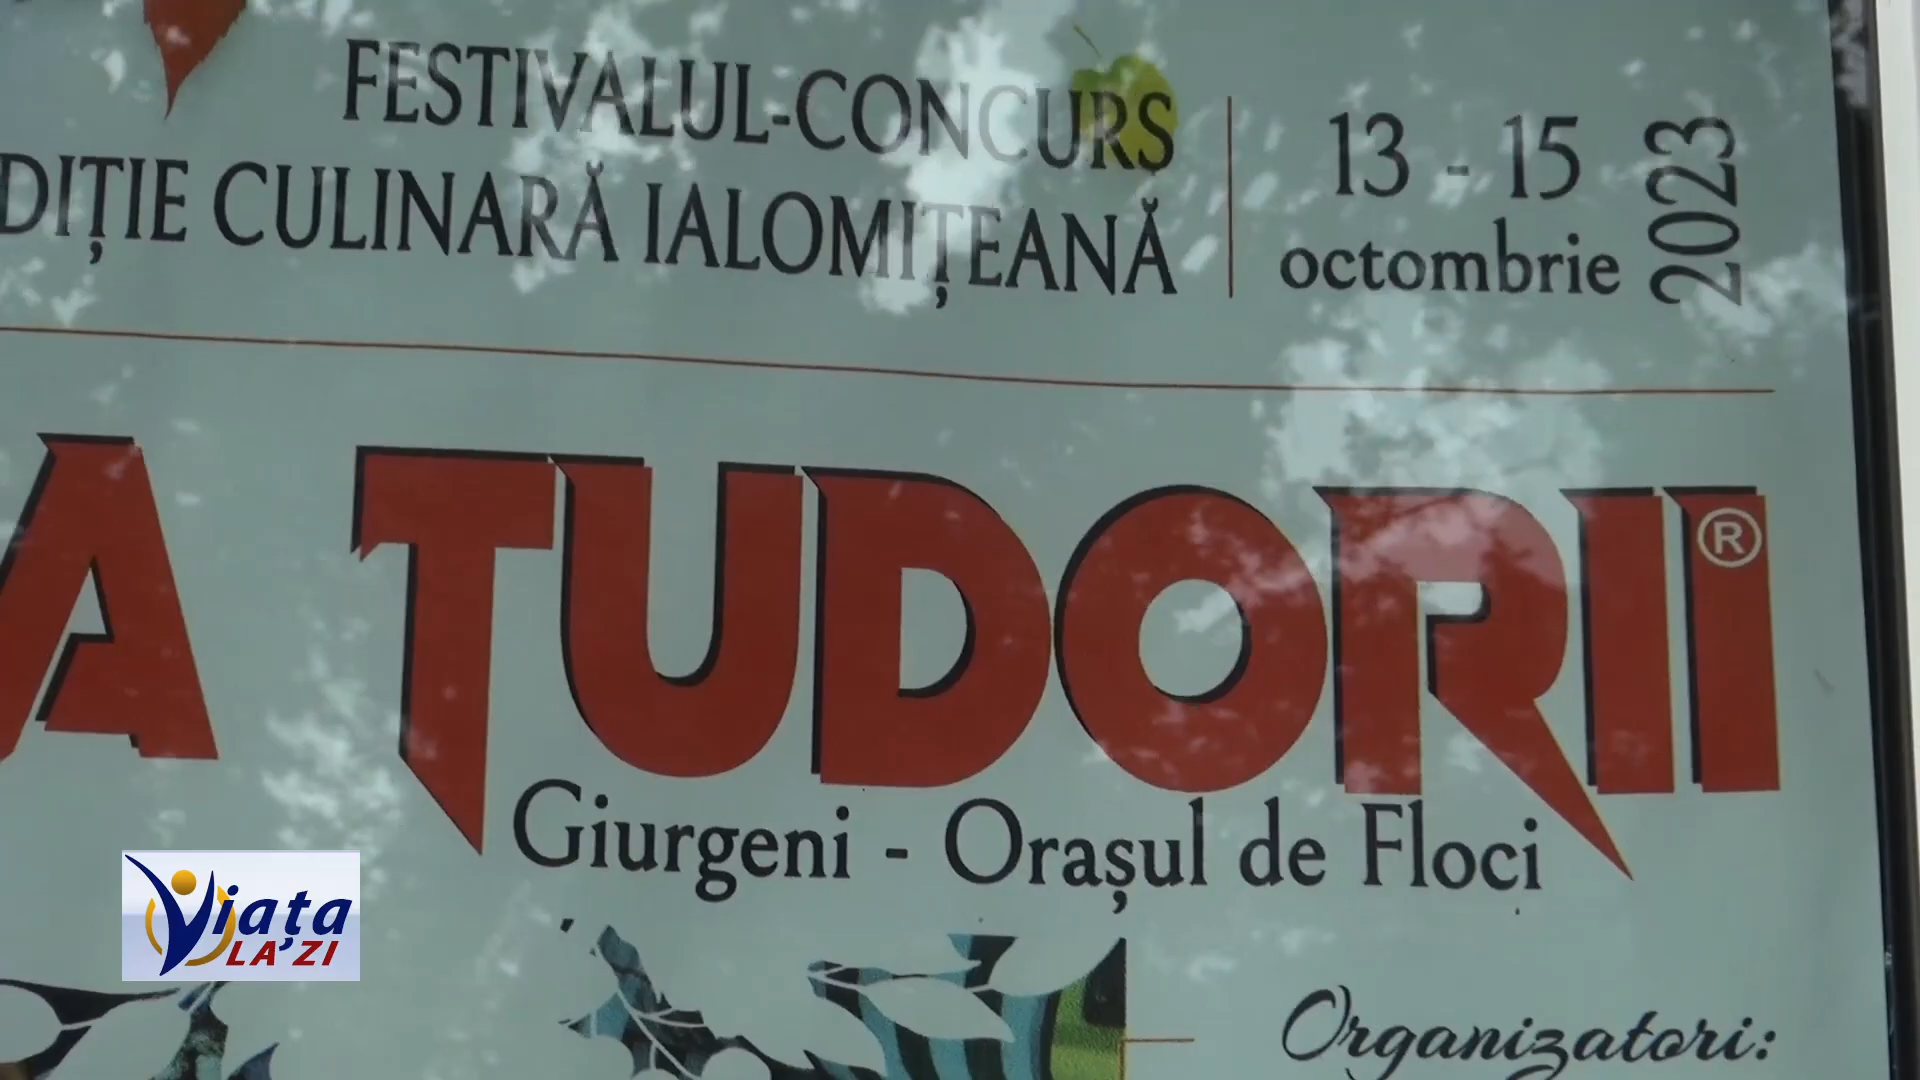 FESTIVALUL-CONCURS
DIȚIE CULINARĂ IALOMIȚEANĂ
13 - 15
octombrie
2023
A TUDORII®
Giurgeni - Orașul de Floci
Organizatori:
Viața
LA ZI